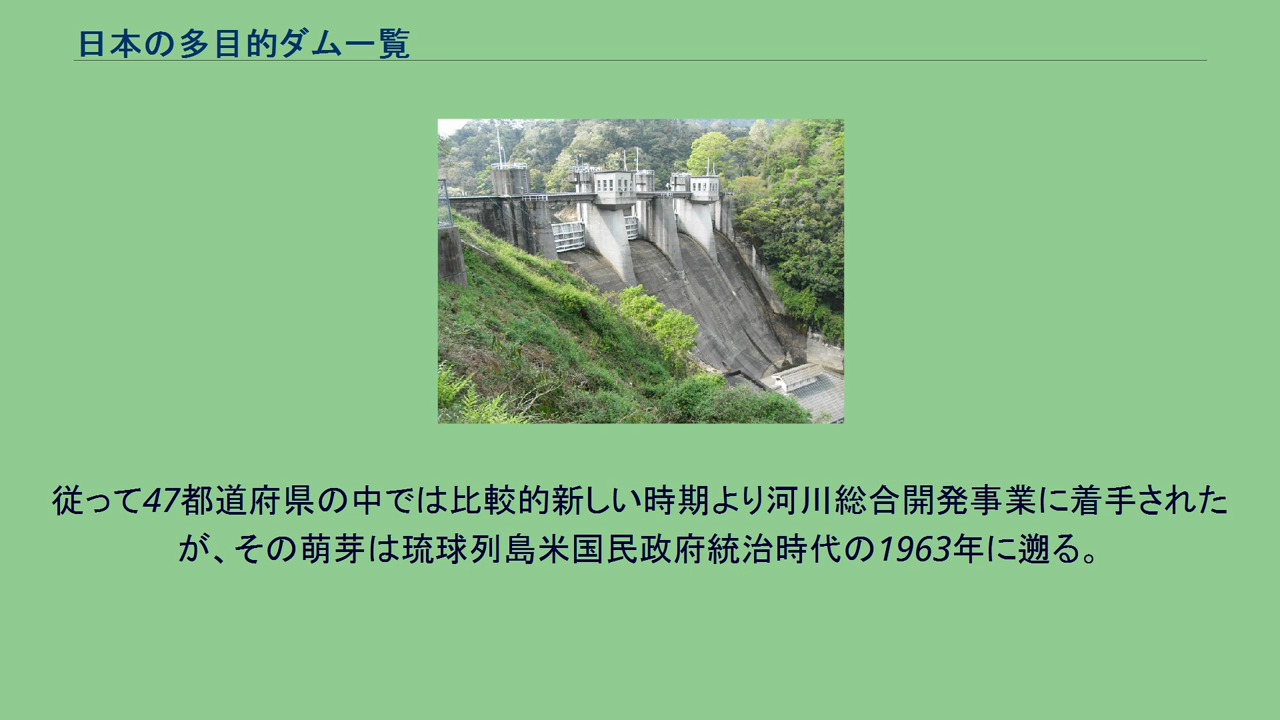 日本の多目的ダム一覧
従って47都道府県の中では比較的新しい時期より河川総合開発事業に着手された
が、その萌芽は琉球列島米国民政府統治時代の1963年に遡る。